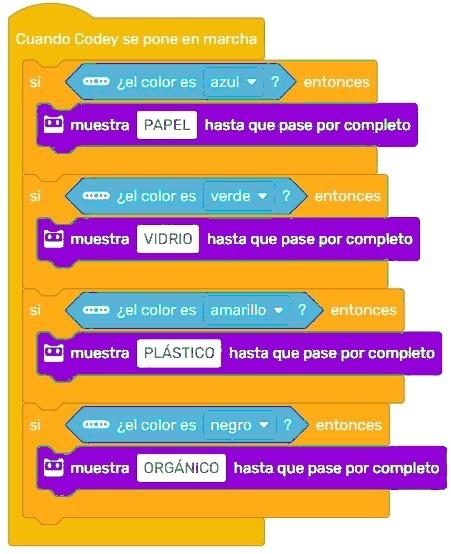 Cuando Codey se pone en marcha
si ¿el color es azul ? entonces
muestra PAPEL hasta que pase por completo
si ¿el color es verde ? entonces
muestra VIDRIO hasta que pase por completo
si ¿el color es amarillo ? entonces
muestra PLÁSTICO hasta que pase por completo
si ¿el color es negro ? entonces
muestra ORGÁNICO hasta que pase por completo